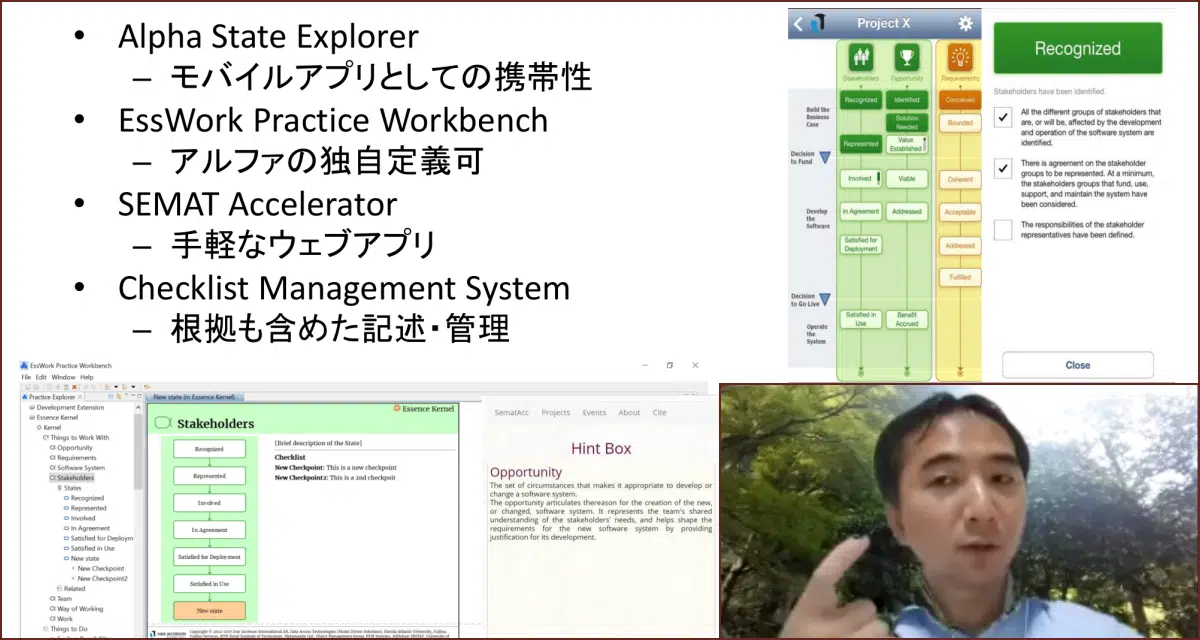 • Alpha State Explorer
– モバイルアプリとしての携帯性
• EssWork Practice Workbench
– アルファの独自定義可
• SEMAT Accelerator
– 手軽なウェブアプリ
• Checklist Management System
– 根拠も含めた記述・管理
Project X
Stakeholders
Opportunity
Requirements
Build the
Business
Case
Recognized
Identified
Conceived
Solution
Needed
Bounded
Represented
Value
Established
Decision
to Fund
Involved
Viable
Coherent
Develop
the
Software
In Agreement
Addressed
Acceptable
Satisfied for
Deployment
Addressed
Fulfilled
Decision
to Go Live
Operate
the
System
Satisfied in
Use
Benefit
Accrued
Recognized
Stakeholders have been identified.
All the different groups of stakeholders that
are, or will be, affected by the development
and operation of the software system are
identified.
There is agreement on the stakeholder
groups to be represented. At a minimum,
the stakeholders groups that fund, use,
support, and maintain the system have
been considered.
The responsibilities of the stakeholder
representatives have been defined.
Close
EssWork Practice Workbench
File Edit Window Help
Practice Explorer
Development Extension
Essence Kernel
Kernel
Things to Work With
Opportunity
Requirements
Software System
Stakeholders
States
Recognized
Represented
Involved
In Agreement
Satisfied for Deploym
Satisfied in Use
New state
New Checkpoint
New Checkpoint2
Related
Team
Way of Working
Work
Things to Do
New state (in Essence Kernel)
Essence Kernel
Stakeholders
Recognized
Represented
Involved
In Agreement
Satisfied for Deployment
Satisfied in Use
New state
[Brief description of the State]
Checklist
New Checkpoint: This is a new checkpoint
New Checkpoint2: This is a 2nd checkpoit
SematAcc Projects Events About Cite
Hint Box
Opportunity
The set of circumstances that makes it appropriate to develop or
change a software system.
The opportunity articulates thereason for the creation of the new,
or changed, software system. It represents the team's shared
understanding of the stakeholders' needs, and helps shape the
requirements for the new software system by providing
justification for its development.